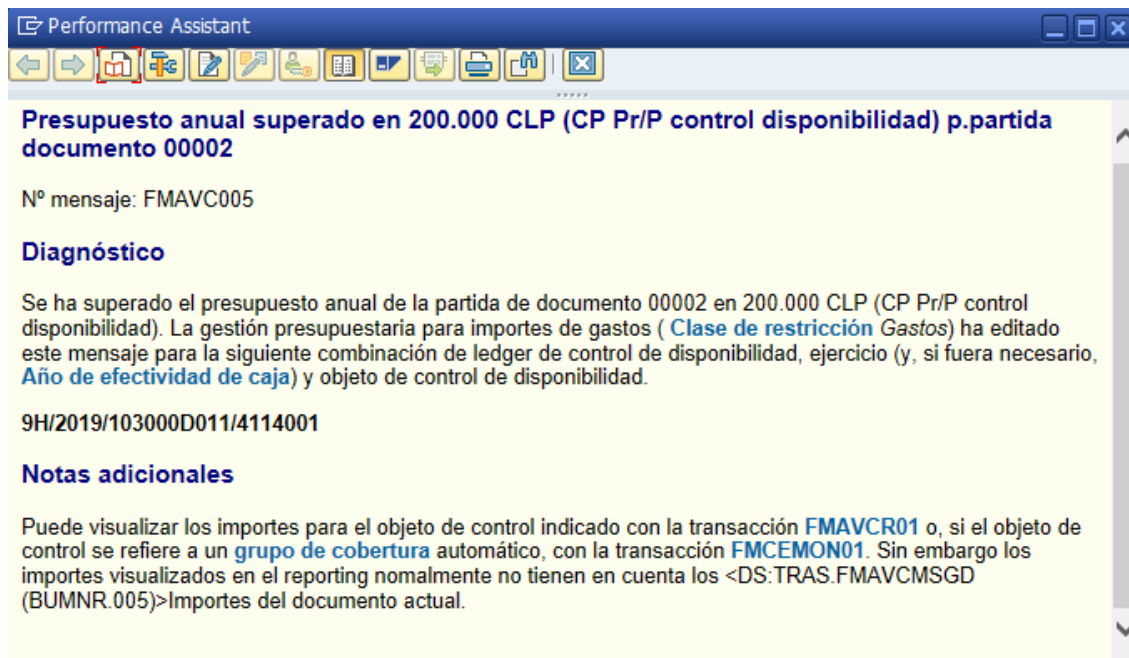 Performance Assistant
Presupuesto anual superado en 200.000 CLP (CP Pr/P control disponibilidad) p.partida
documento 00002
Nº mensaje: FMAVC005
Diagnóstico
Se ha superado el presupuesto anual de la partida de documento 00002 en 200.000 CLP (CP Pr/P control
disponibilidad). La gestión presupuestaria para importes de gastos ( Clase de restricción Gastos) ha editado
este mensaje para la siguiente combinación de ledger de control de disponibilidad, ejercicio (y, si fuera necesario,
Año de efectividad de caja) y objeto de control de disponibilidad.
9H/2019/103000D011/4114001
Notas adicionales
Puede visualizar los importes para el objeto de control indicado con la transacción FMAVCR01 o, si el objeto de
control se refiere a un grupo de cobertura automático, con la transacción FMCEMON01. Sin embargo los
importes visualizados en el reporting nomalmente no tienen en cuenta los <DS:TRAS.FMAVCMSGD
(BUMNR.005)>Importes del documento actual.